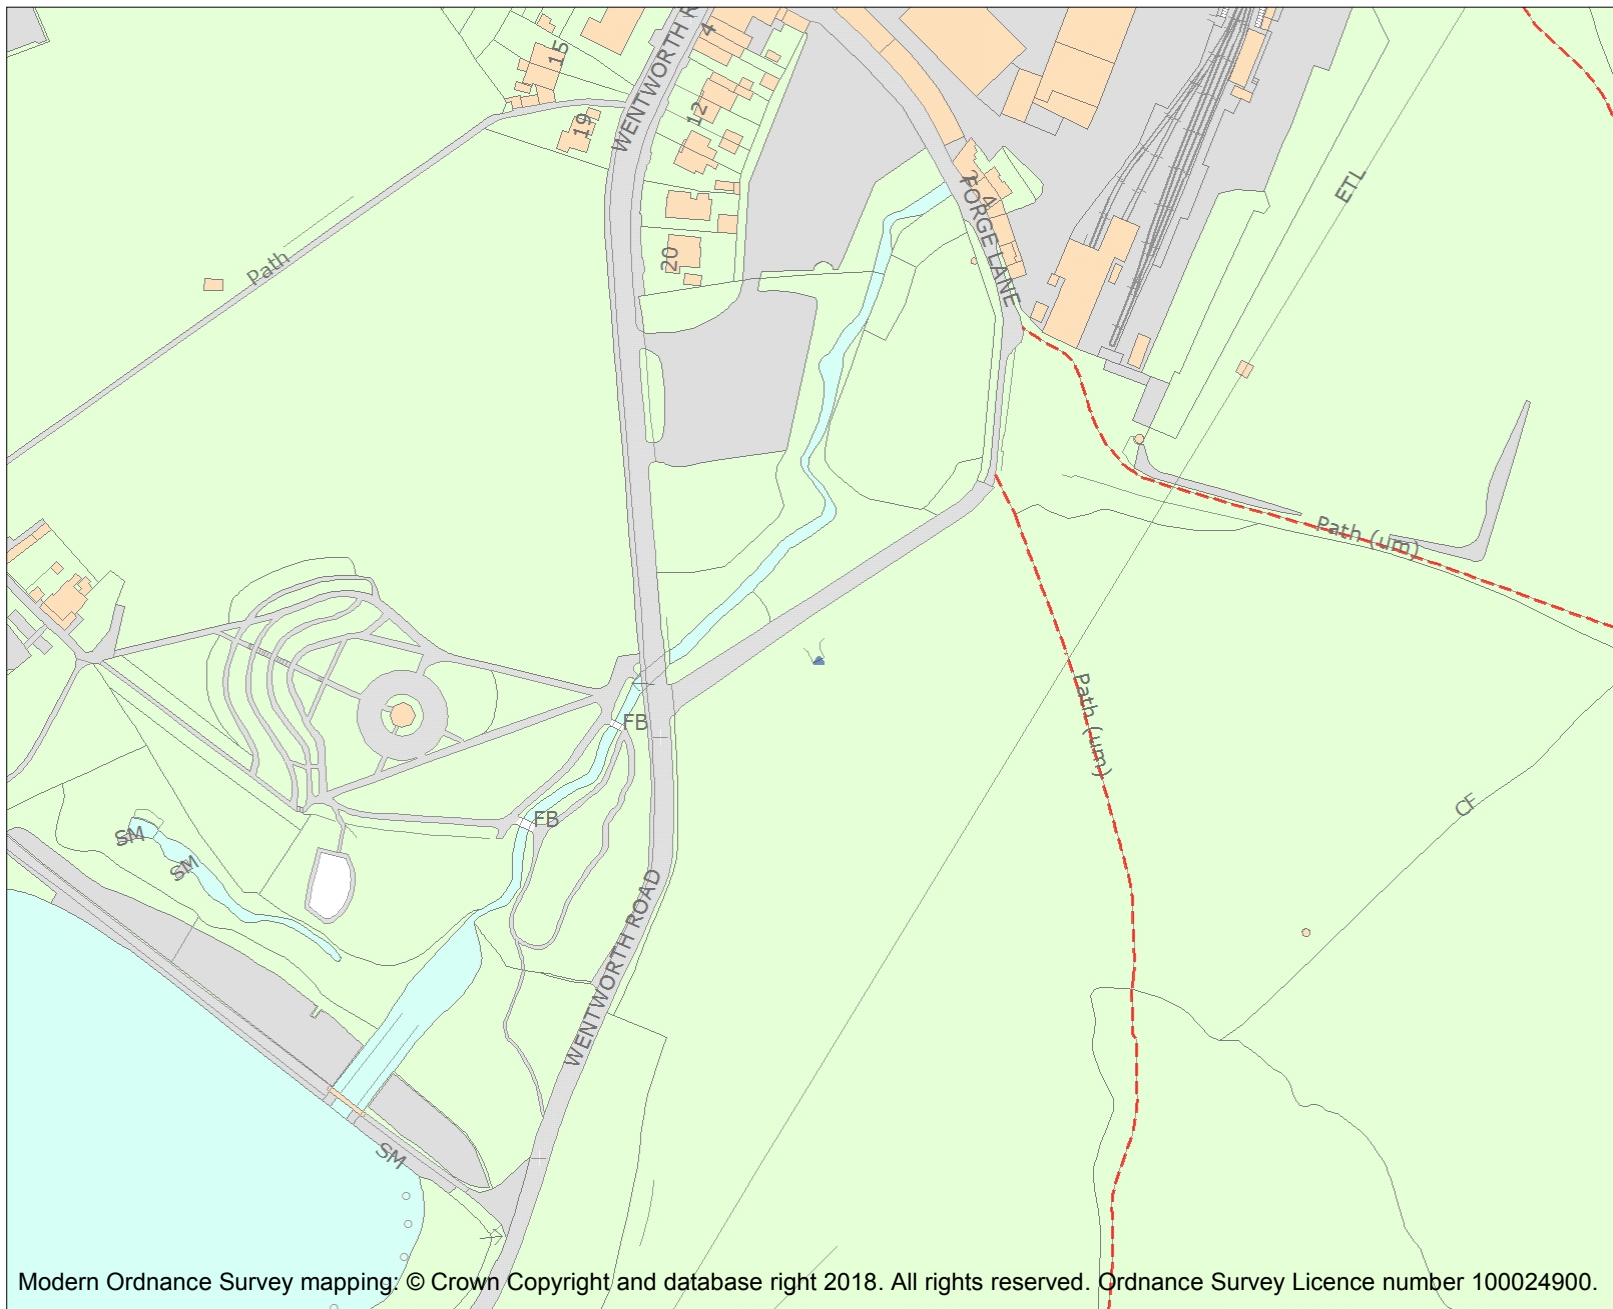 WENTWORTH R
4
15
12
19
FORGE LANE
2
4
ETL
20
Path
Path (um)
Path (um)
FB
FB
CF
SM
SM
WENTWORTH ROAD
SM
Modern Ordnance Survey mapping: © Crown Copyright and database right 2018. All rights reserved. Ordnance Survey Licence number 100024900.